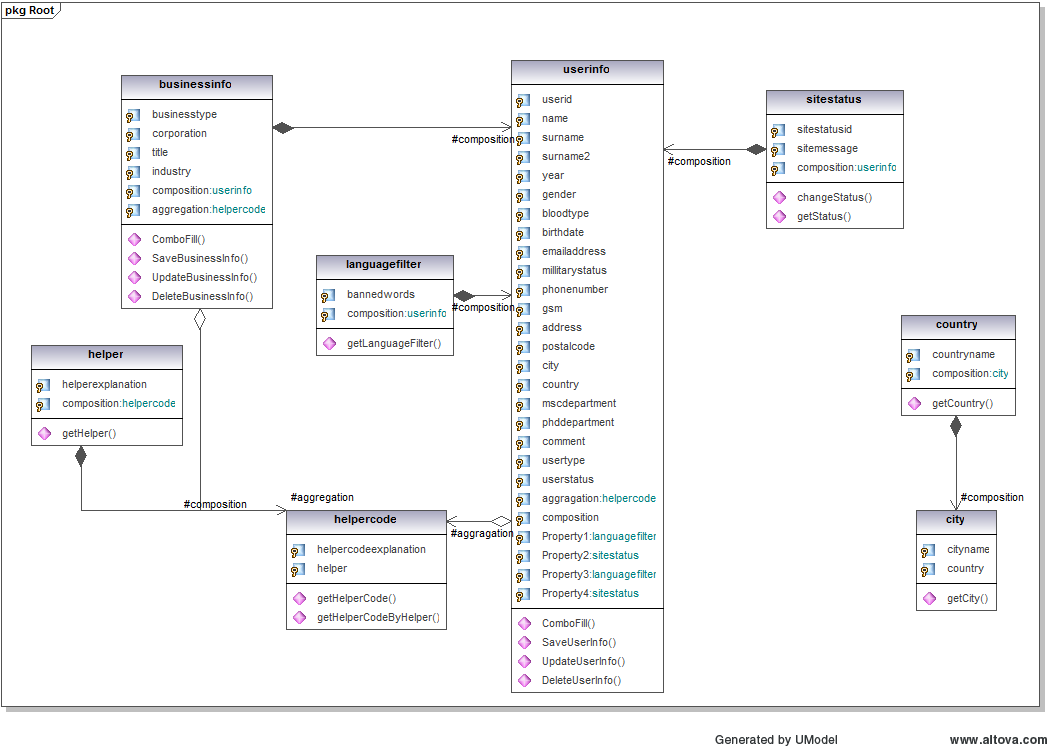 pkg Root
businessinfo
businesstype
corporation
title
industry
composition:userinfo
aggregation:helpercode
ComboFill()
SaveBusinessInfo()
UpdateBusinessInfo()
DeleteBusinessInfo()
#composition
userinfo
userid
name
surname
surname2
year
gender
bloodtype
birthdate
emailaddress
millitarystatus
phonenumber
gsm
address
postalcode
city
country
mscdepartment
phddepartment
comment
usertype
userstatus
aggragation:helpercode
composition
Property1:languagefilter
Property2:sitestatus
Property3:languagefilter
Property4:sitestatus
ComboFill()
SaveUserInfo()
UpdateUserInfo()
DeleteUserInfo()
sitestatus
sitestatusid
sitemessage
composition:userinfo
changeStatus()
getStatus()
#composition
languagefilter
bannedwords
composition:userinfo
getLanguageFilter()
#composition
helper
helperexplanation
composition:helpercode
getHelper()
#composition
#aggregation
helpercode
helpercodeexplanation
helper
getHelperCode()
getHelperCodeByHelper()
#aggragation
country
countryname
composition:city
getCountry()
#composition
city
cityname
country
getCity()
Generated by UModel
www.altova.com